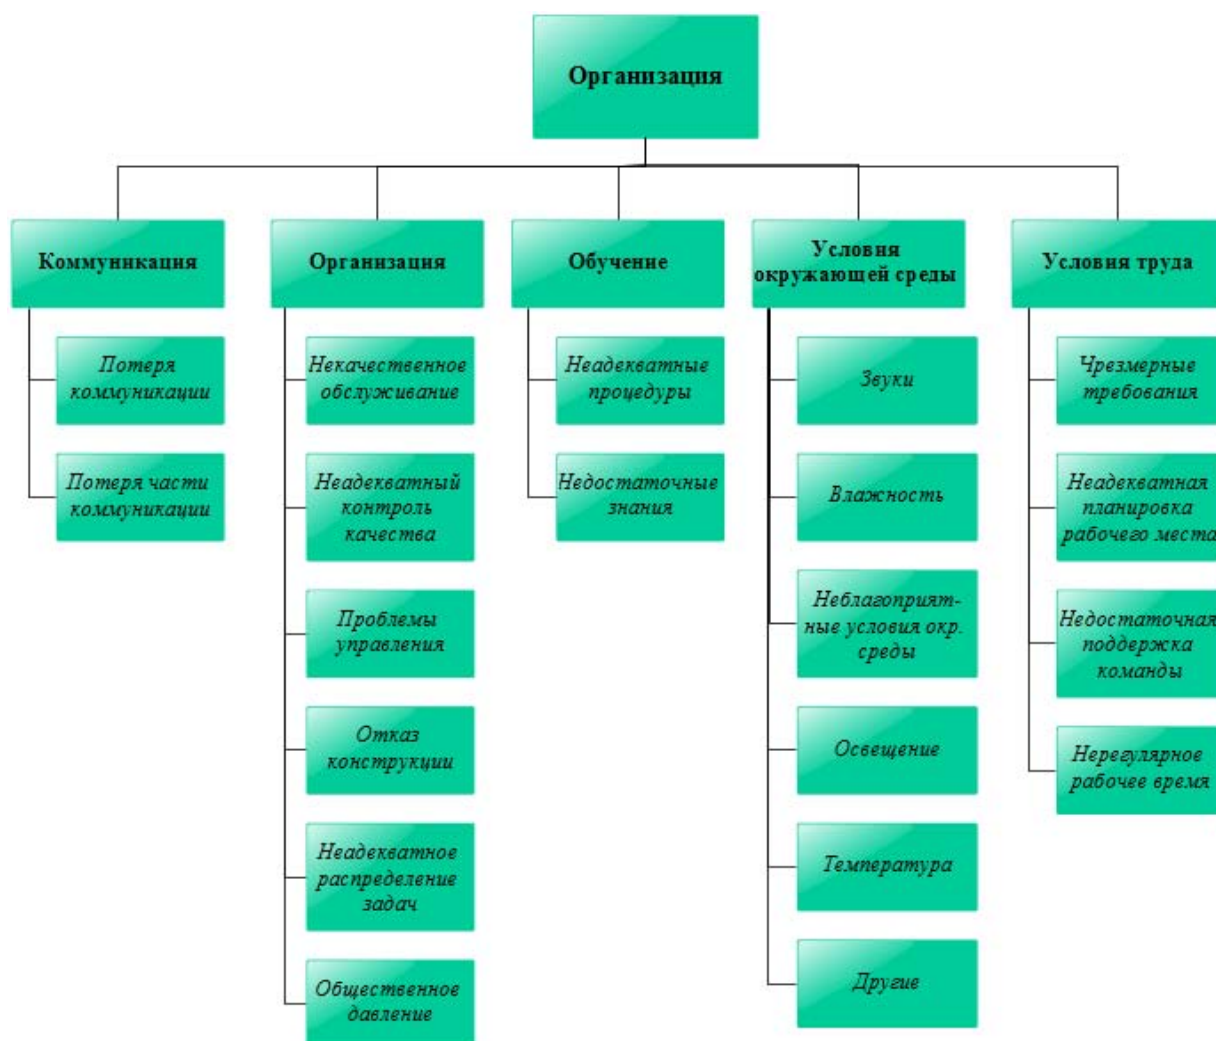 Организация
Коммуникация
Потеря
коммуникации
Потеря части
коммуникации
Организация
Некачественное
обслуживание
Неадекватный
контроль
качества
Проблемы
управления
Отказ
конструкции
Неадекватное
распределение
задач
Общественное
давление
Обучение
Неадекватные
процедуры
Недостаточные
знания
Условия
окружающей среды
Звуки
Влажность
Неблагоприят-
ные условия окр.
среды
Освещение
Температура
Другие
Условия труда
Чрезмерные
требования
Неадекватная
планировка
рабочего места
Недостаточная
поддержка
команды
Нерегулярное
рабочее время